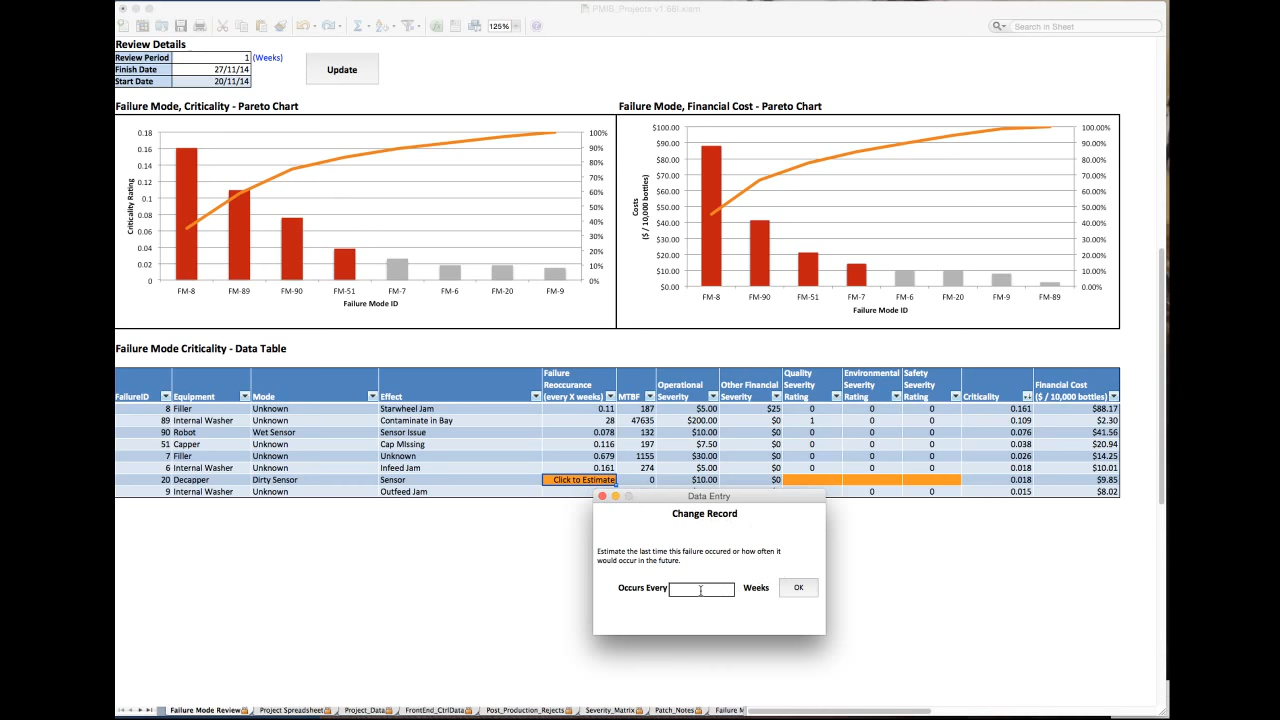 PMIS_Projects v1.66l.xlsm
125%
Search in Sheet
Review Details
Review Period 1 (Weeks)
Finish Date 27/11/14
Start Date 20/11/14
Update
Failure Mode, Criticality - Pareto Chart
Failure Mode, Financial Cost - Pareto Chart
0.18
0.16
0.14
0.12
0.1
0.08
0.06
0.04
0.02
0
Criticality Rating
100%
90%
80%
70%
60%
50%
40%
30%
20%
10%
0%
FM-8 FM-89 FM-90 FM-51 FM-7 FM-6 FM-20 FM-9
Failure Mode ID
$100.00
$90.00
$80.00
$70.00
$60.00
$50.00
$40.00
$30.00
$20.00
$10.00
$0.00
Costs
($ / 10,000 bottles)
100.00%
90.00%
80.00%
70.00%
60.00%
50.00%
40.00%
30.00%
20.00%
10.00%
0.00%
FM-8 FM-90 FM-51 FM-7 FM-6 FM-20 FM-9 FM-89
Failure Mode ID
Failure Mode Criticality - Data Table
Failure Quality Environmental Safety
Reoccurance Operational Other Financial Severity Severity Severity Financial Cost
FailureID Equipment Mode Effect (every X weeks) MTBF Severity Severity Rating Rating Rating Criticality ($ / 10,000 bottles)
8 Filler Unknown Starwheel Jam 0.11 187 $5.00 $25 0 0 0 0.161 $88.17
89 Internal Washer Unknown Contaminate in Bay 28 47635 $200.00 $0 1 0 0 0.109 $2.30
90 Robot Wet Sensor Sensor Issue 0.078 132 $10.00 $0 0 0 0 0.076 $41.56
51 Capper Unknown Cap MIssing 0.116 197 $7.50 $0 0 0 0 0.038 $20.94
7 Filler Unknown Unknown 0.679 1155 $30.00 $0 0 0 0 0.026 $14.25
6 Internal Washer Unknown Infeed Jam 0.161 274 $5.00 $0 0 0 0 0.018 $10.01
20 Decapper Dirty Sensor Sensor Click to Estimate 0 $10.00 $0 0.018 $9.85
9 Internal Washer Unknown Outfeed Jam 0 0 0.015 $8.02
Data Entry
Change Record
Estimate the last time this failure occured or how often it
would occur in the future.
Occurs Every Weeks OK
Failure Mode Review Project Spreadsheet Project_Data FrontEnd_CtrlData Post_Production_Rejects Severity_Matrix Patch_Notes Failure M